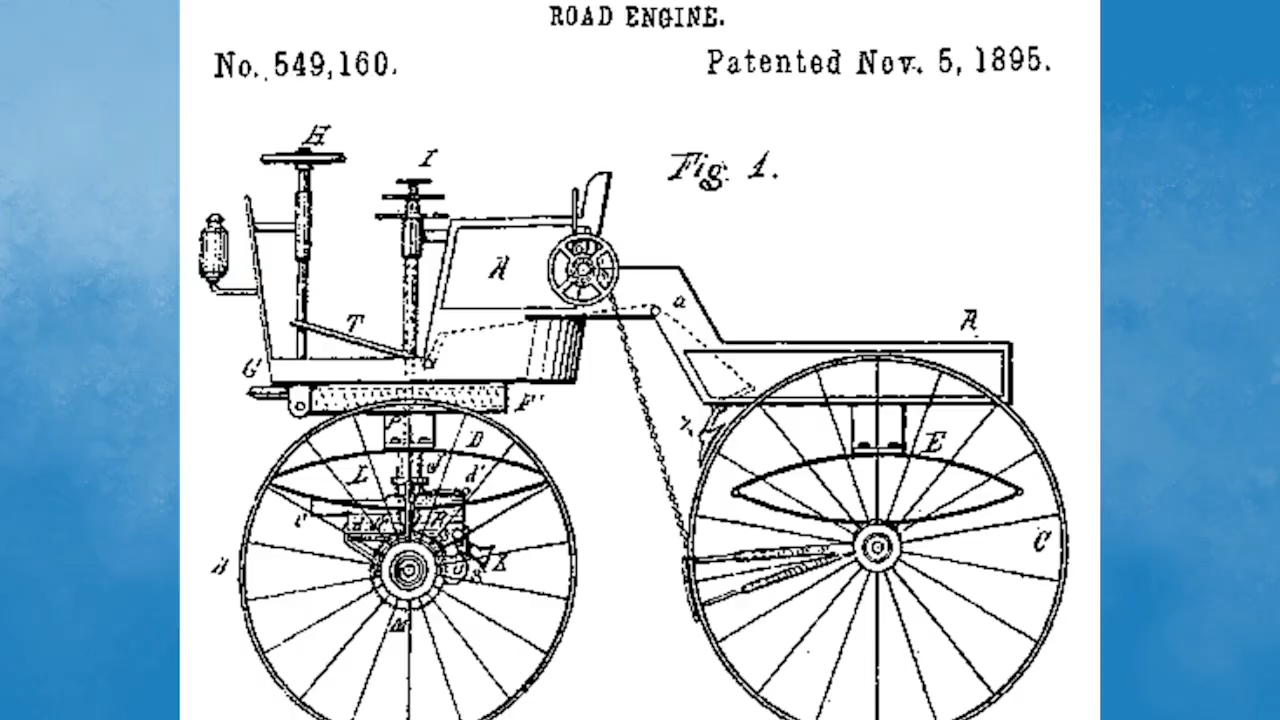 ROAD ENGINE.
No. 549,160.
Patented Nov. 5, 1895.
H
I
Fig. 1.
A
a
T
A
G
F
D
E
L
d'
C
B
M